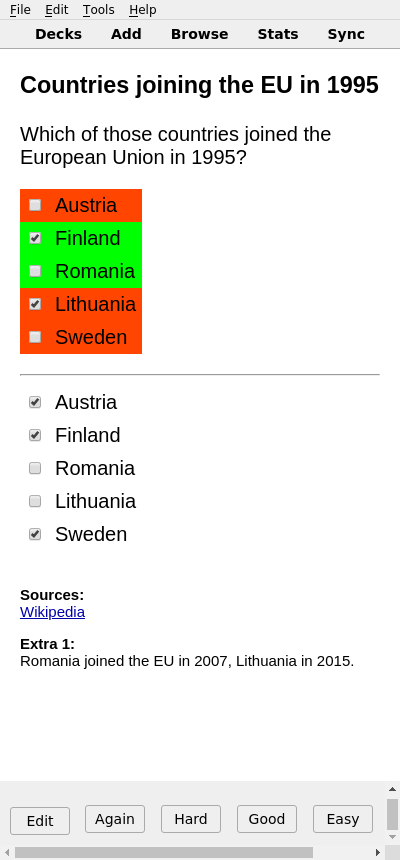 File Edit Tools Help
Decks Add Browse Stats Sync
Countries joining the EU in 1995
Which of those countries joined the
European Union in 1995?
Austria
Finland
Romania
Lithuania
Sweden
Austria
Finland
Romania
Lithuania
Sweden
Sources:
Wikipedia
Extra 1:
Romania joined the EU in 2007, Lithuania in 2015.
Edit Again Hard Good Easy